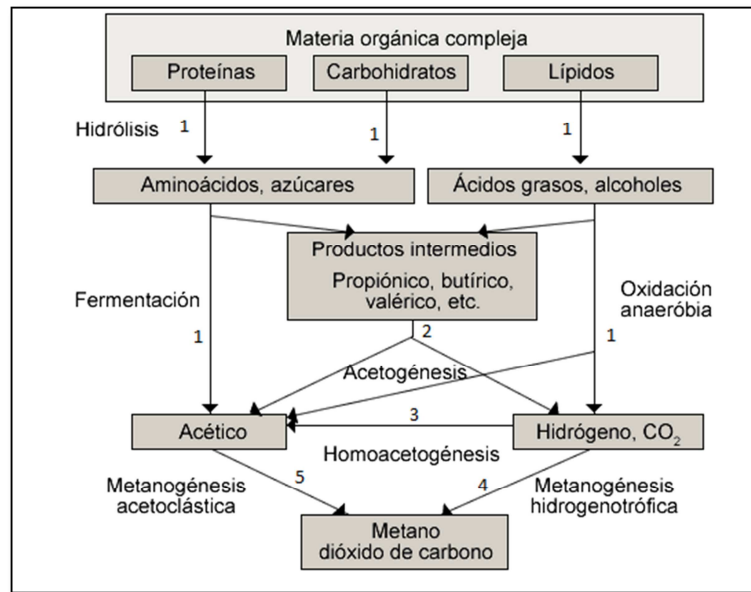 Materia orgánica compleja
Proteínas
Carbohidratos
Lípidos
Hidrólisis
1
1
1
Aminoácidos, azúcares
Ácidos grasos, alcoholes
Productos intermedios
Propiónico, butírico,
valérico, etc.
Fermentación
Oxidación
anaeróbia
1
2
1
Acetogénesis
Acético
3
Hidrógeno, CO₂
Homoacetogénesis
Metanogénesis
acetoclástica
5
4
Metanogénesis
hidrogenotrófica
Metano
dióxido de carbono